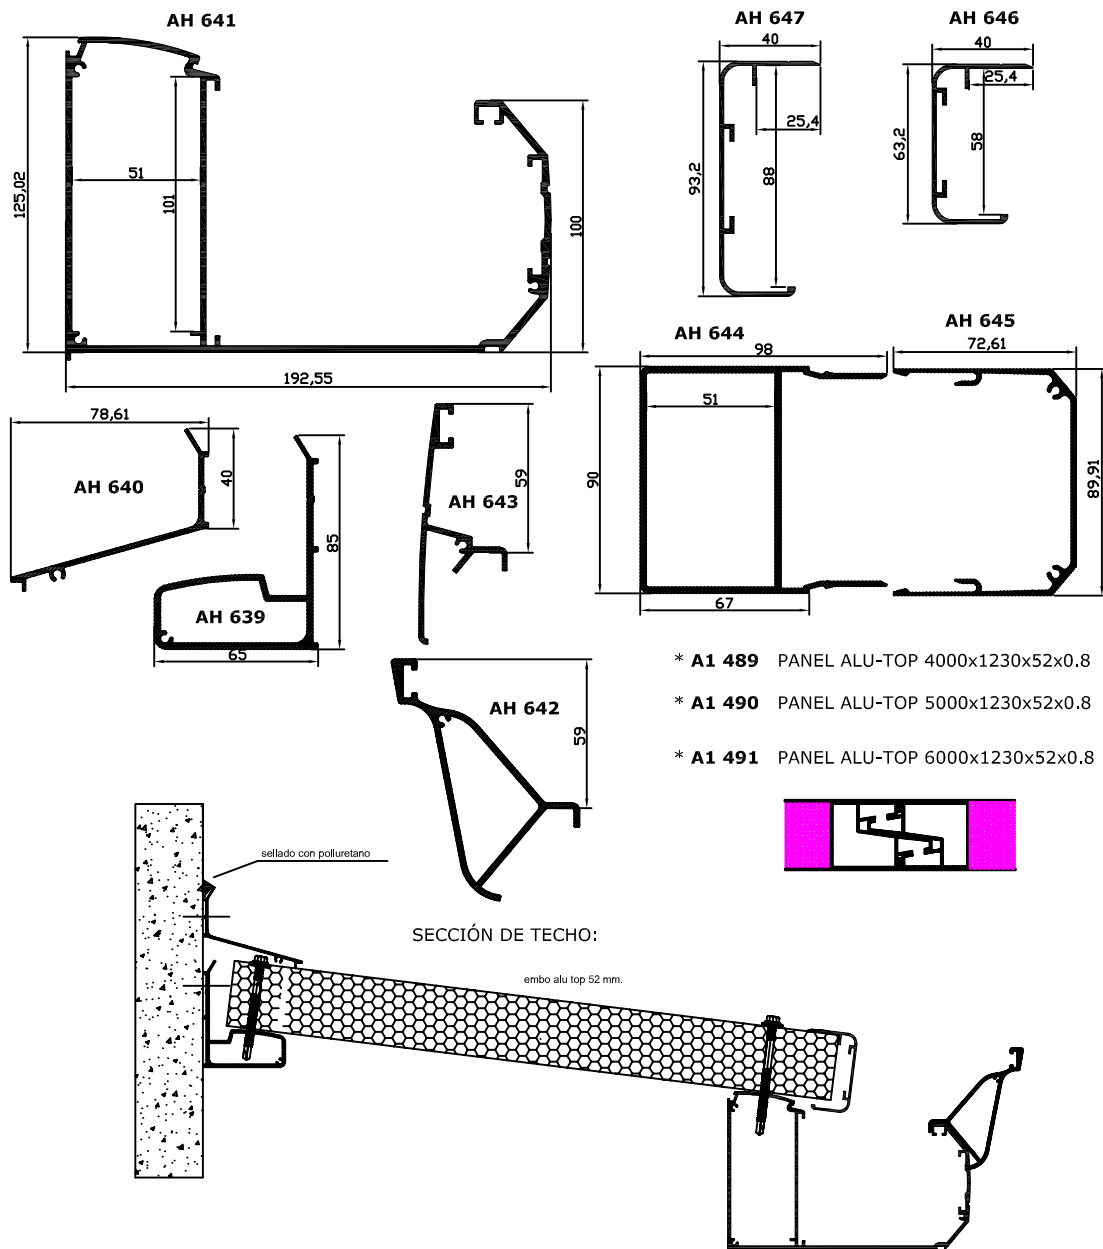 AH 641
125,02
51
101
100
192,55
AH 647
40
25,4
93,2
88
AH 646
40
25,4
63,2
58
AH 644
98
51
90
67
AH 645
72,61
89,91
78,61
AH 640
40
85
AH 639
65
59
AH 643
AH 642
59
* A1 489 PANEL ALU-TOP 4000x1230x52x0.8
* A1 490 PANEL ALU-TOP 5000x1230x52x0.8
* A1 491 PANEL ALU-TOP 6000x1230x52x0.8
sellado con polluretano
SECCIÓN DE TECHO:
embo alu top 52 mm.